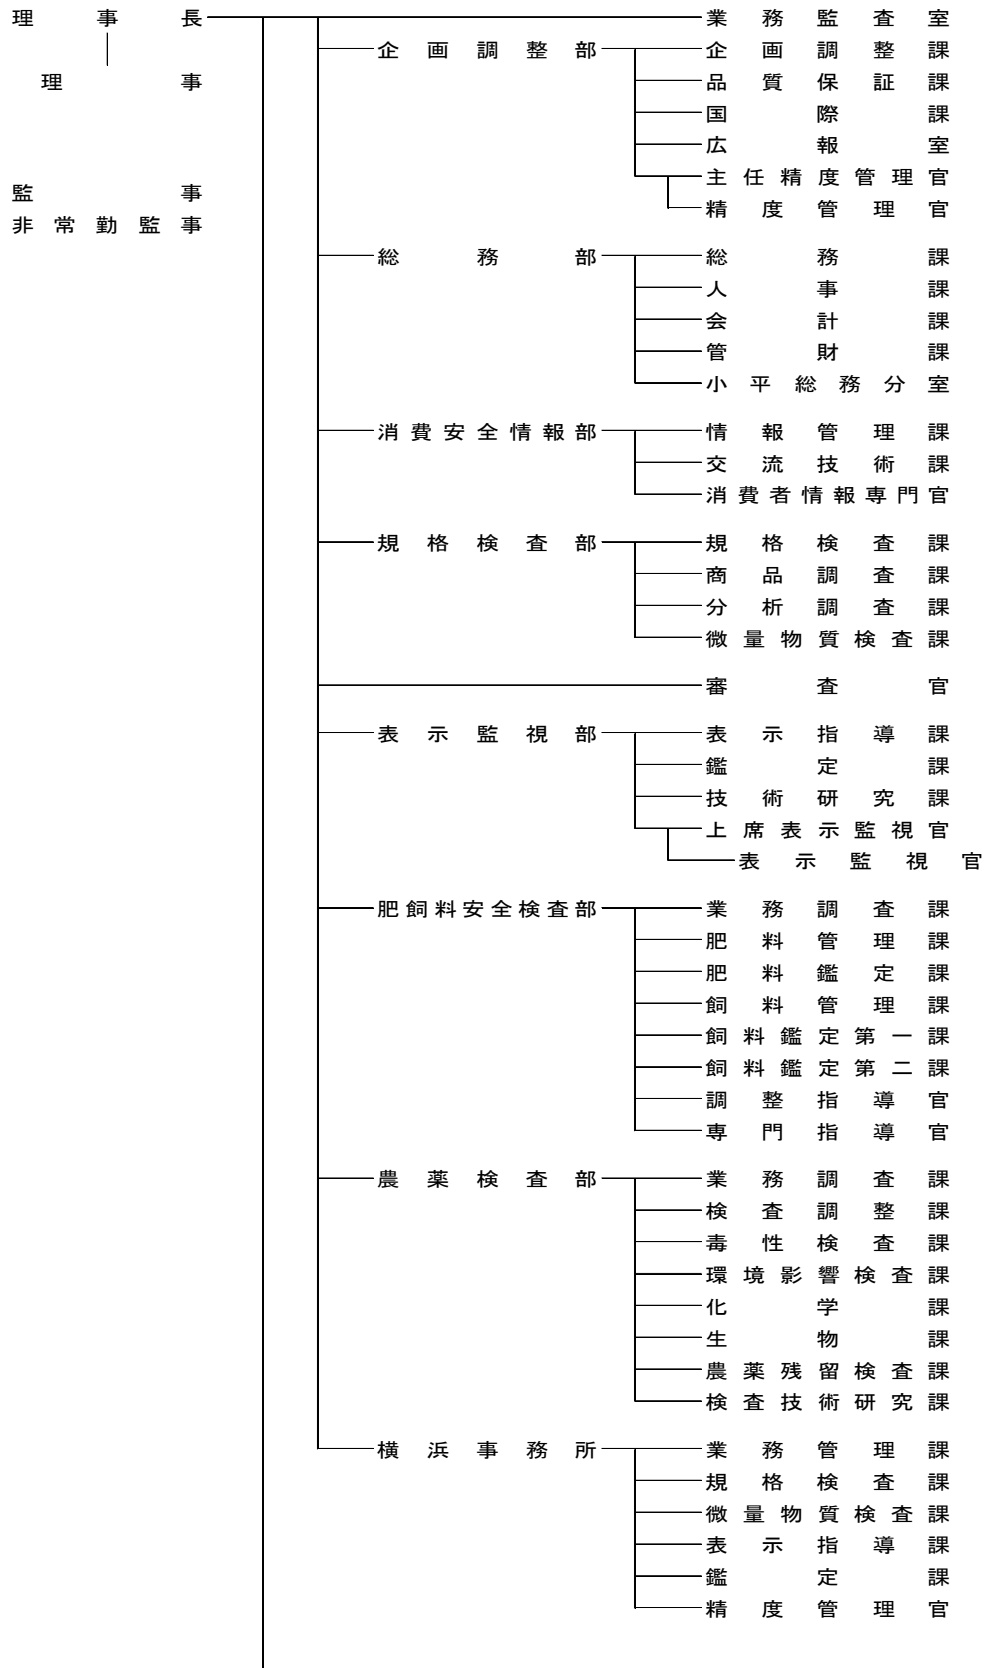 理事長 業務監査室
企画調整部 企画調整課
理事 品質保証課
国際課
広報室
監事 主任精度管理官
精度管理官
非常勤監事
総務部 総務課
人事課
会計課
管財課
小平総務分室
消費安全情報部 情報管理課
交流技術課
消費者情報専門官
規格検査部 規格検査課
商品調査課
分析調査課
微量物質検査課
審査官
表示監視部 表示指導課
鑑定課
技術研究課
上席表示監視官
表示監視官
肥飼料安全検査部 業務調査課
肥料管理課
肥料鑑定課
飼料管理課
飼料鑑定第一課
飼料鑑定第二課
調整指導官
専門指導官
農薬検査部 業務調査課
検査調整課
毒性検査課
環境影響検査課
化学課
生物課
農薬残留検査課
検査技術研究課
横浜事務所 業務管理課
規格検査課
微量物質検査課
表示指導課
鑑定課
精度管理官